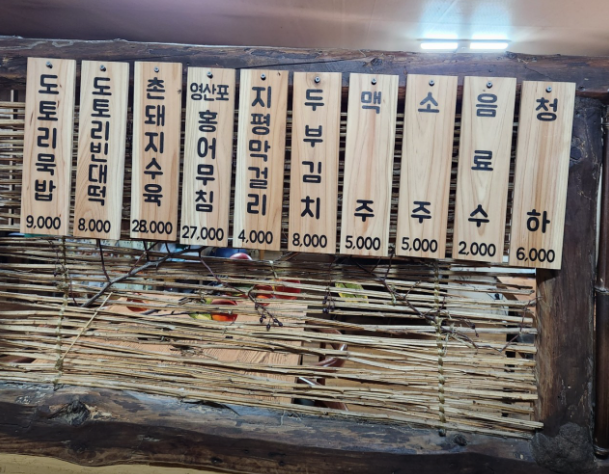 도토리묵밥
9,000
도토리빈대떡
8,000
촌돼지수육
28,000
영산포
홍어무침
27,000
지평막걸리
4,000
두부김치
8,000
맥주
5,000
소주
5,000
음료수
2,000
청하
6,000